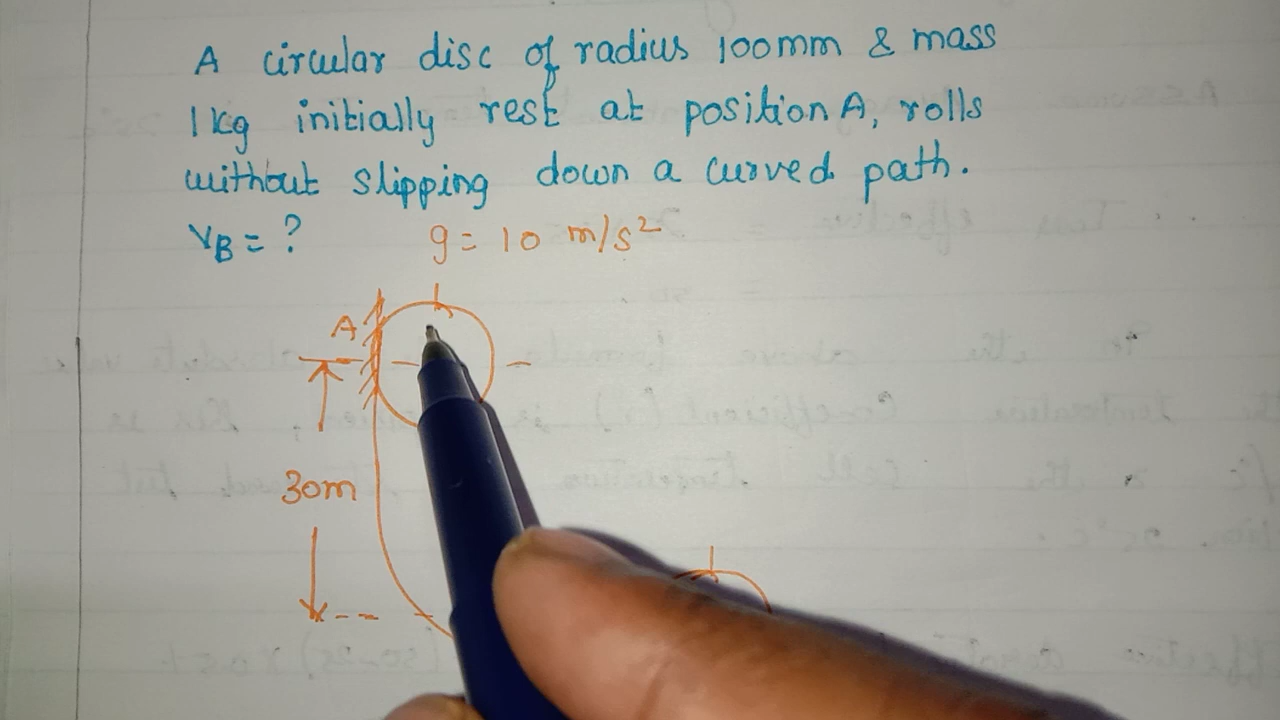 A circular disc of radius 100mm & mass
1kg initially rest at position A, rolls
without slipping down a curved path.
VB = ? g = 10 m/s²
A
30m